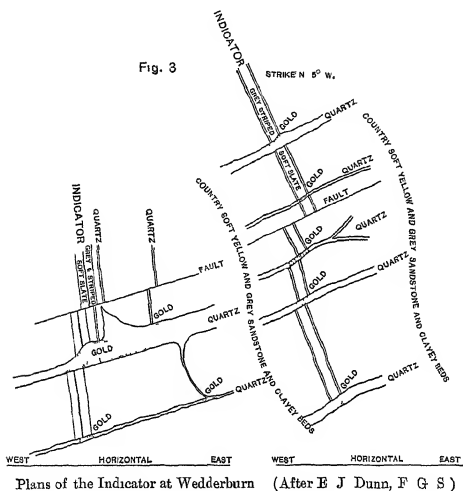 Fig. 3
INDICATOR
STRIKE N 5° W.
GREY STRIPED
SOFT SLATE
GOLD
QUARTZ
QUARTZ
GOLD
FAULT
QUARTZ
GOLD
GOLD
QUARTZ
GOLD
QUARTZ
COUNTRY SOFT YELLOW AND GREY SANDSTONE AND CLAYEY BEDS
COUNTRY SOFT YELLOW AND GREY SANDSTONE AND CLAYEY BEDS
INDICATOR
GREY & STRIPED
SOFT SLATE
QUARTZ
QUARTZ
FAULT
GOLD
QUARTZ
GOLD
GOLD
QUARTZ
WEST HORIZONTAL EAST
WEST HORIZONTAL EAST
Plans of the Indicator at Wedderburn (After E J Dunn, F G S)